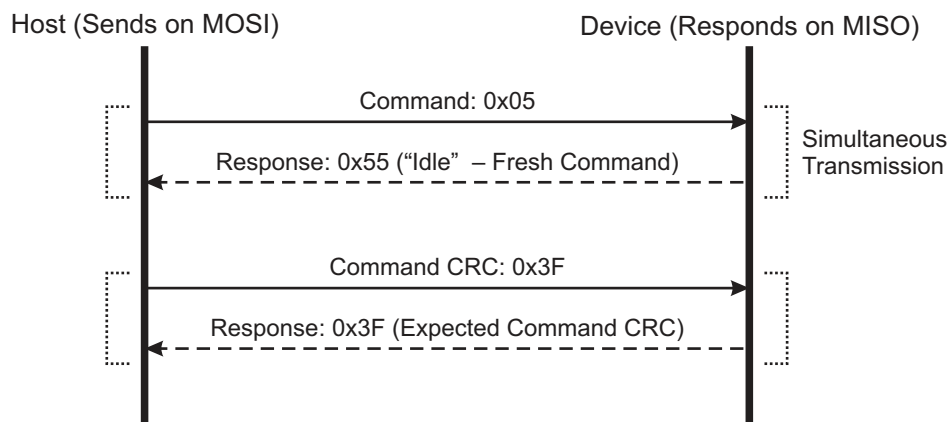 Host (Sends on MOSI)
Device (Responds on MISO)
Command: 0x05
Simultaneous
Transmission
Response: 0x55 (“Idle” – Fresh Command)
Command CRC: 0x3F
Response: 0x3F (Expected Command CRC)